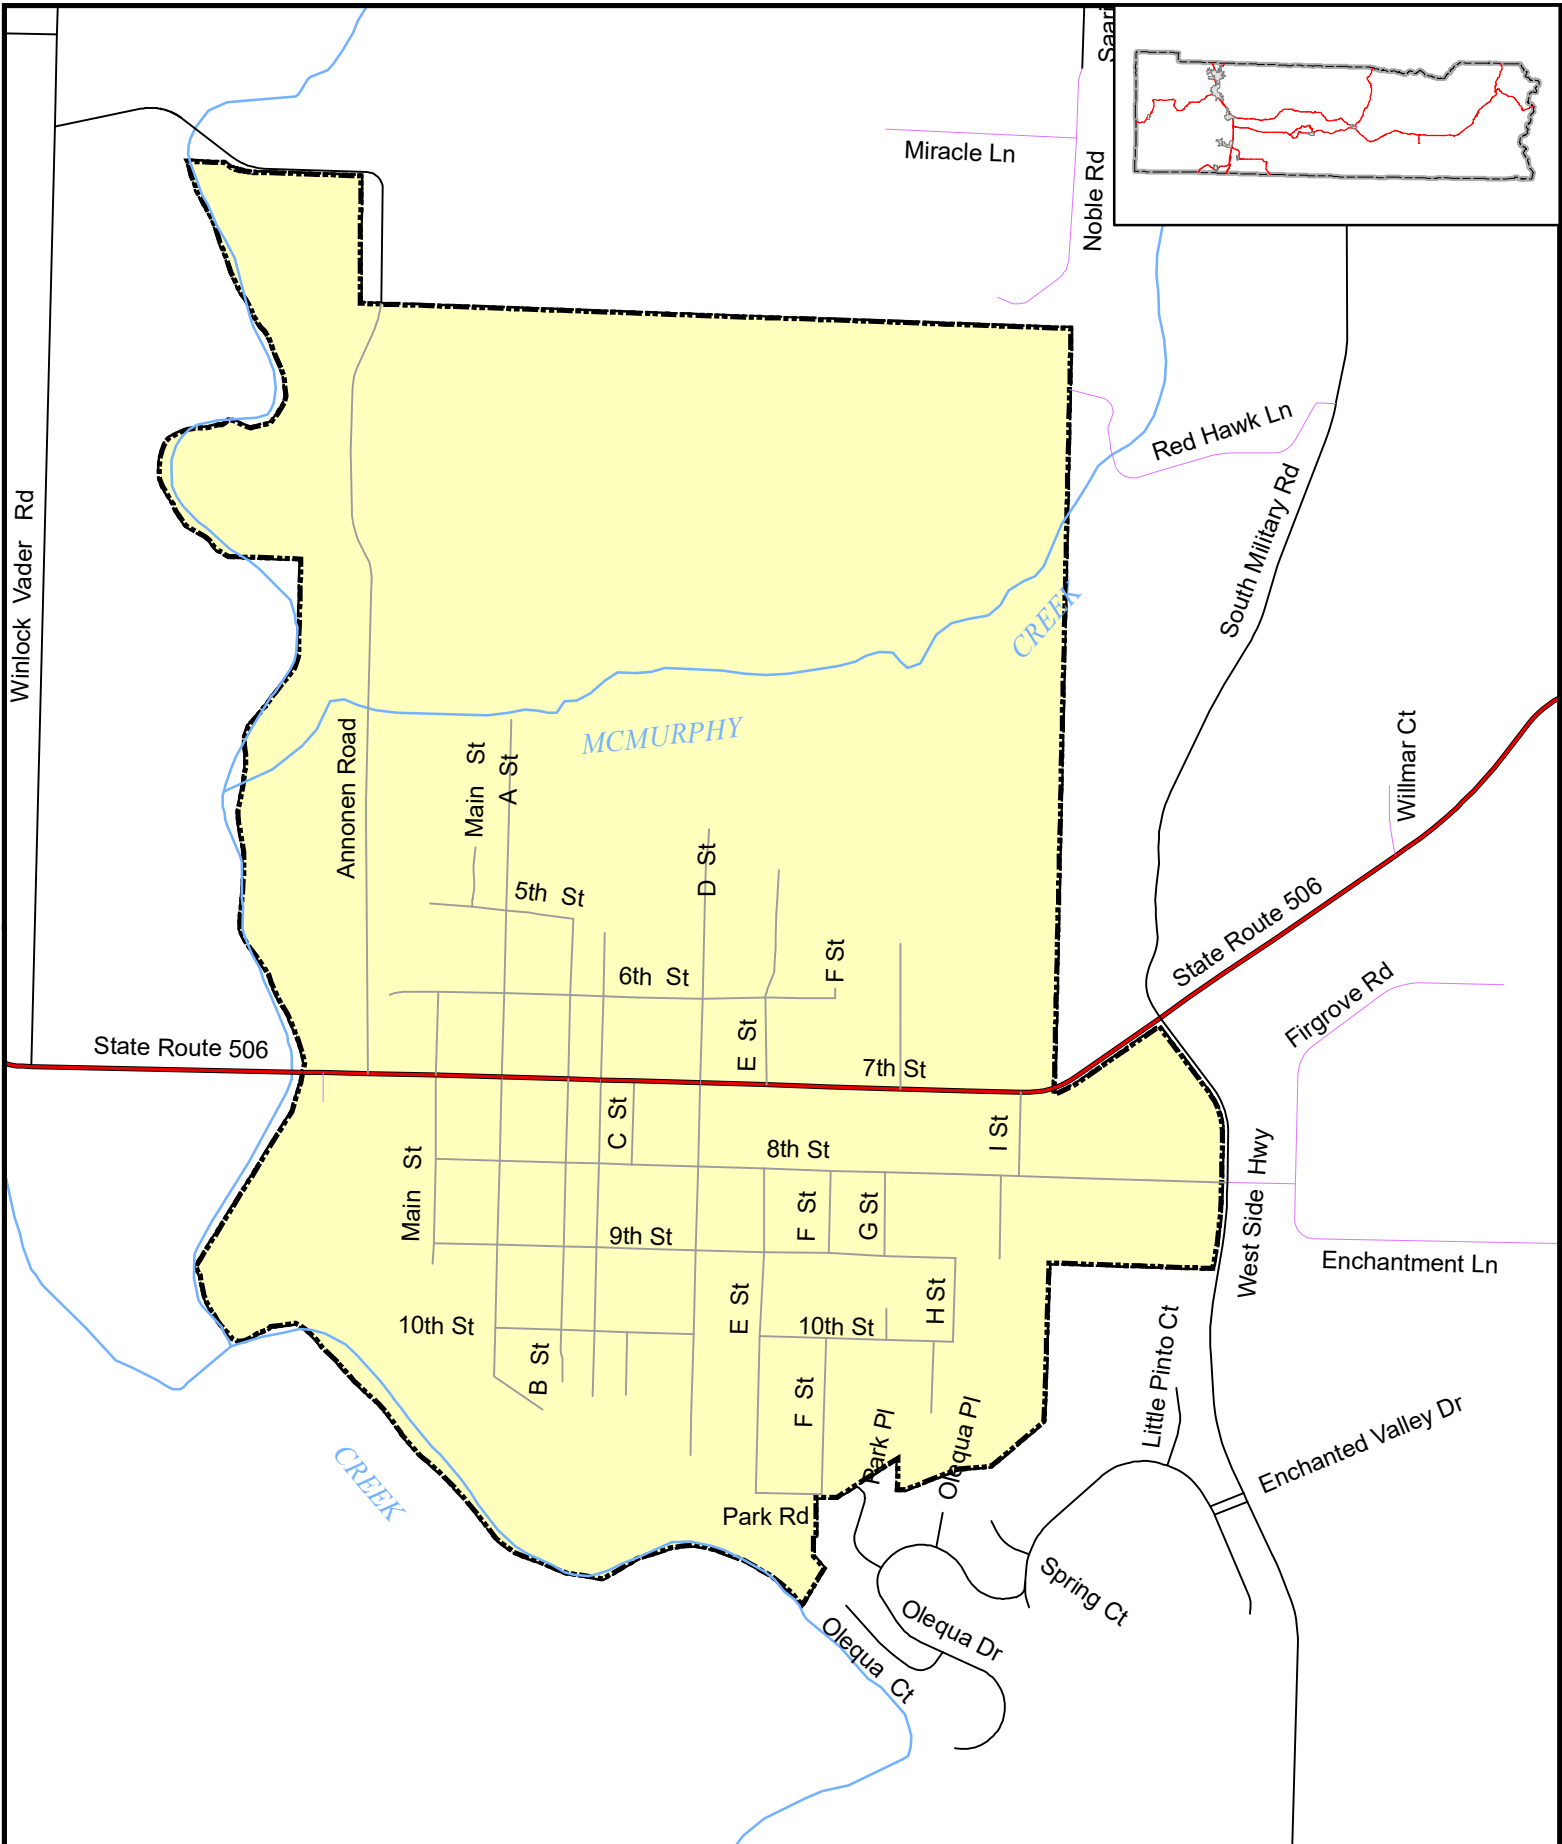 Saari
Miracle Ln
Noble Rd
Red Hawk Ln
South Military Rd
Winlock Vader Rd
CREEK
MCMURPHY
Willmar Ct
Annonen Road
Main St
A St
D St
5th St
State Route 506
6th St
F St
Firgrove Rd
E St
State Route 506
7th St
C St
I St
8th St
Main St
West Side Hwy
F St
G St
9th St
Enchantment Ln
E St
H St
10th St
10th St
Little Pinto Ct
B St
F St
Park Pl
Olequa Pl
Enchanted Valley Dr
CREEK
Park Rd
Spring Ct
Olequa Dr
Olequa Ct